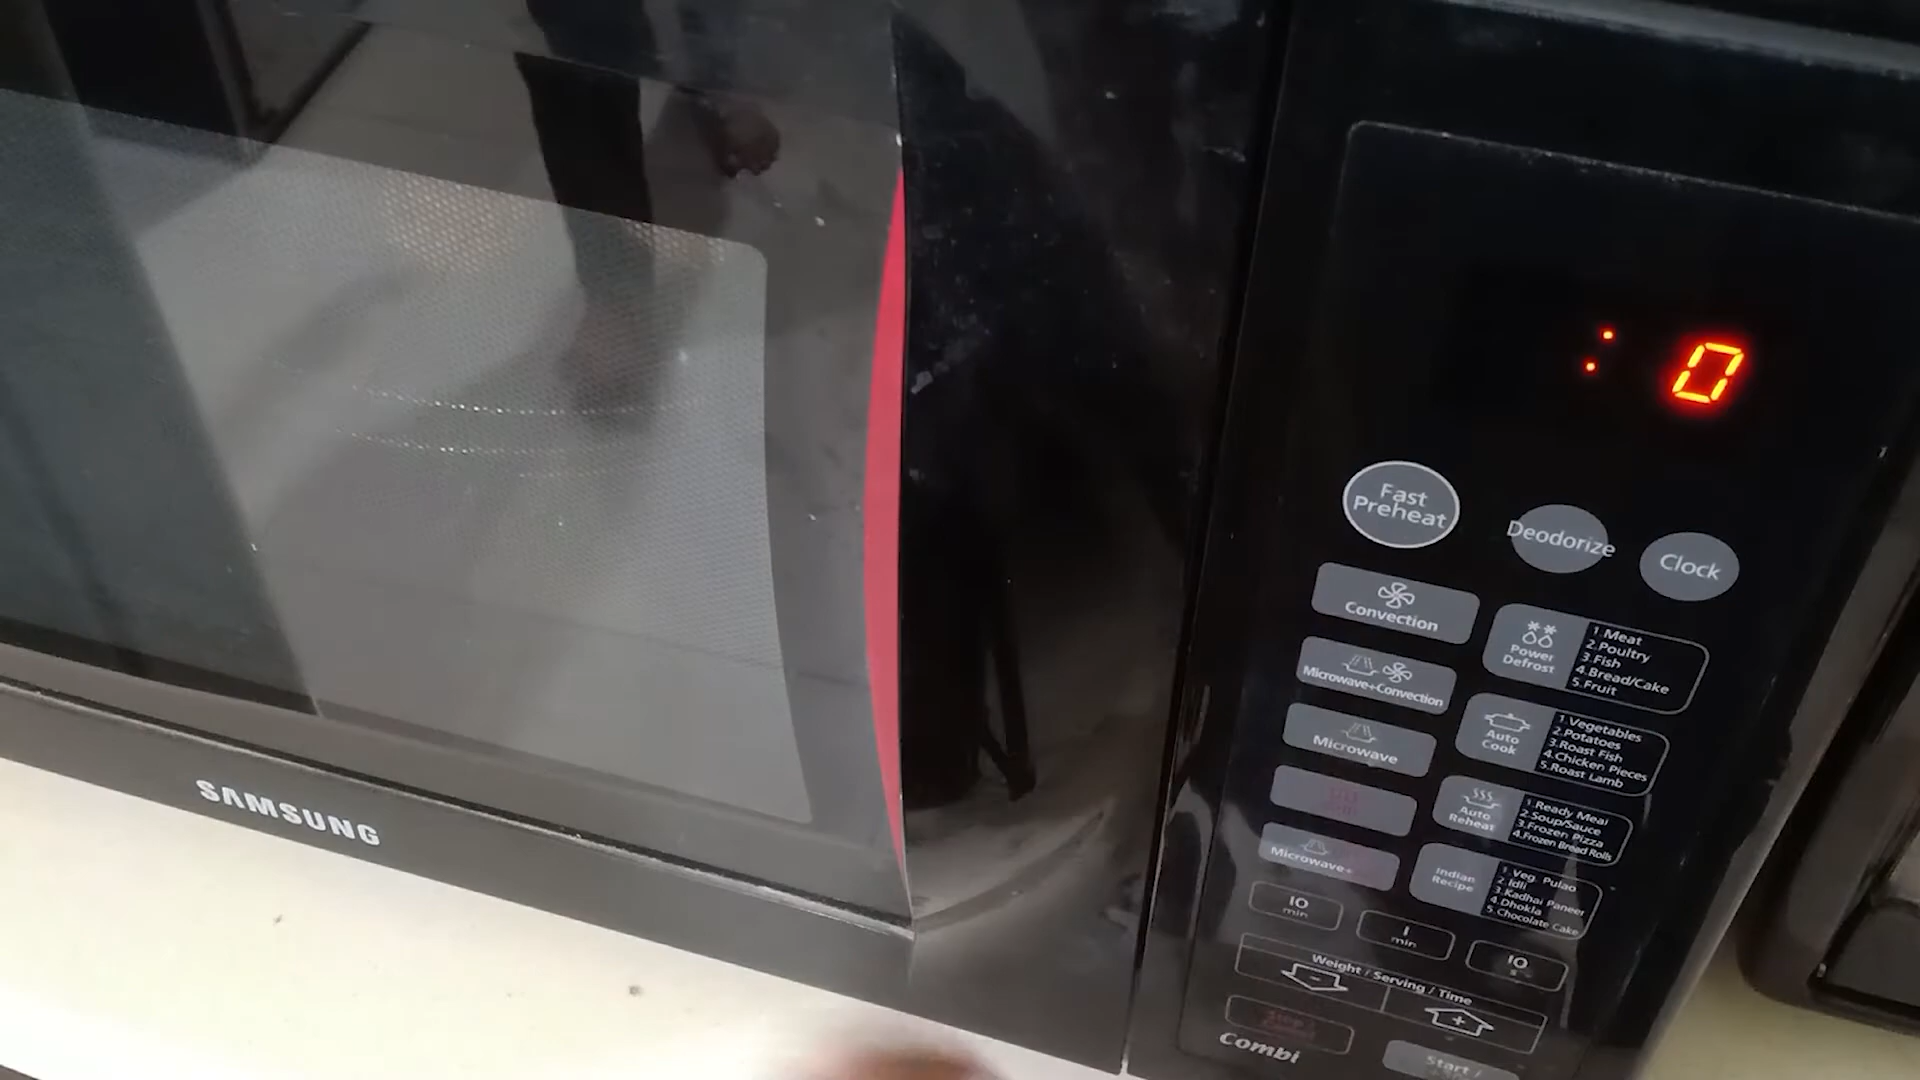 : 0
Fast
Preheat
Deodorize
Clock
Convection
Power
Defrost
1.Meat
2.Poultry
3.Fish
4.Bread/Cake
5.Fruit
Microwave+Convection
Microwave
Auto
Cook
1.Vegetables
2.Potatoes
3.Roast Fish
4.Chicken Pieces
5.Roast Lamb
Auto
Reheat
1.Ready Meal
2.Soup/Sauce
3.Frozen Pizza
4.Frozen Bread Rolls
Microwave+
Indian
Recipe
1.Veg. Pulao
2.Idli
3.Kadhai Paneer
4.Dhokla
5.Chocolate Cake
10
min
1
min
10
Weight / Serving / Time
-
+
Combi
Start /
SAMSUNG